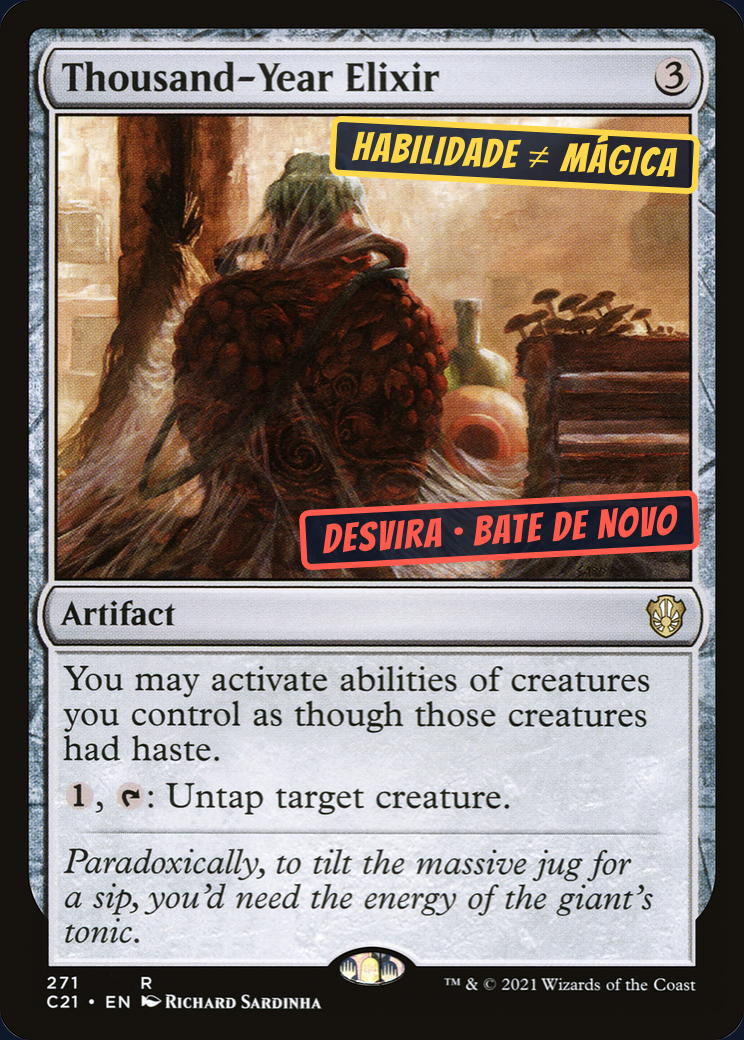 Thousand-Year Elixir 3
HABILIDADE ≠ MÁGICA
DESVIRA • BATE DE NOVO
Artifact
You may activate abilities of creatures
you control as though those creatures
had haste.
1, : Untap target creature.
Paradoxically, to tilt the massive jug for
a sip, you'd need the energy of the giant's
tonic.
271 R
C21 • EN Richard Sardinha
™ & © 2021 Wizards of the Coast